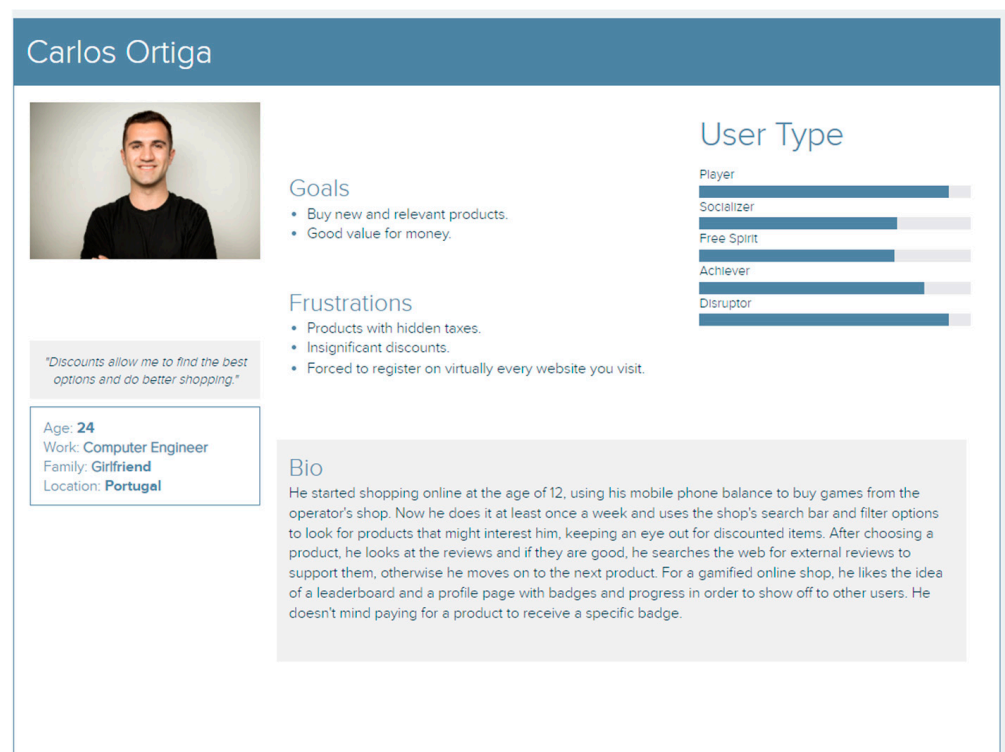 Carlos Ortiga
"Discounts allow me to find the best
options and do better shopping."
Age: 24
Work: Computer Engineer
Family: Girlfriend
Location: Portugal
Goals
• Buy new and relevant products.
• Good value for money.
Frustrations
• Products with hidden taxes.
• Insignificant discounts.
• Forced to register on virtually every website you visit.
User Type
Player
Socializer
Free Spirit
Achiever
Disruptor
Bio
He started shopping online at the age of 12, using his mobile phone balance to buy games from the
operator's shop. Now he does it at least once a week and uses the shop's search bar and filter options
to look for products that might interest him, keeping an eye out for discounted items. After choosing a
product, he looks at the reviews and if they are good, he searches the web for external reviews to
support them, otherwise he moves on to the next product. For a gamified online shop, he likes the idea
of a leaderboard and a profile page with badges and progress in order to show off to other users. He
doesn't mind paying for a product to receive a specific badge.